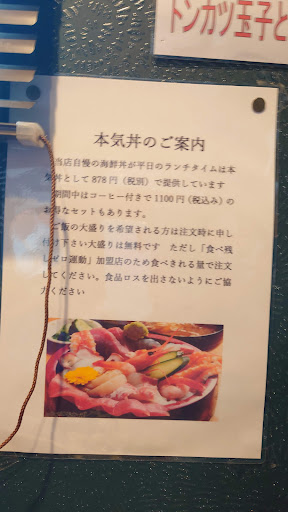 トンカツ玉子と
本気丼のご案内
当店自慢の海鮮丼が平日のランチタイムは本
気丼として878円（税別）で提供しています
期間中はコーヒー付きで1100円（税込み）の
お得なセットもあります。
ご飯の大盛りを希望される方は注文時に申し
付け下さい大盛りは無料です　ただし「食べ残
しゼロ運動」加盟店のため食べきれる量で注文
してください。食品ロスを出さないようにご協
力ください